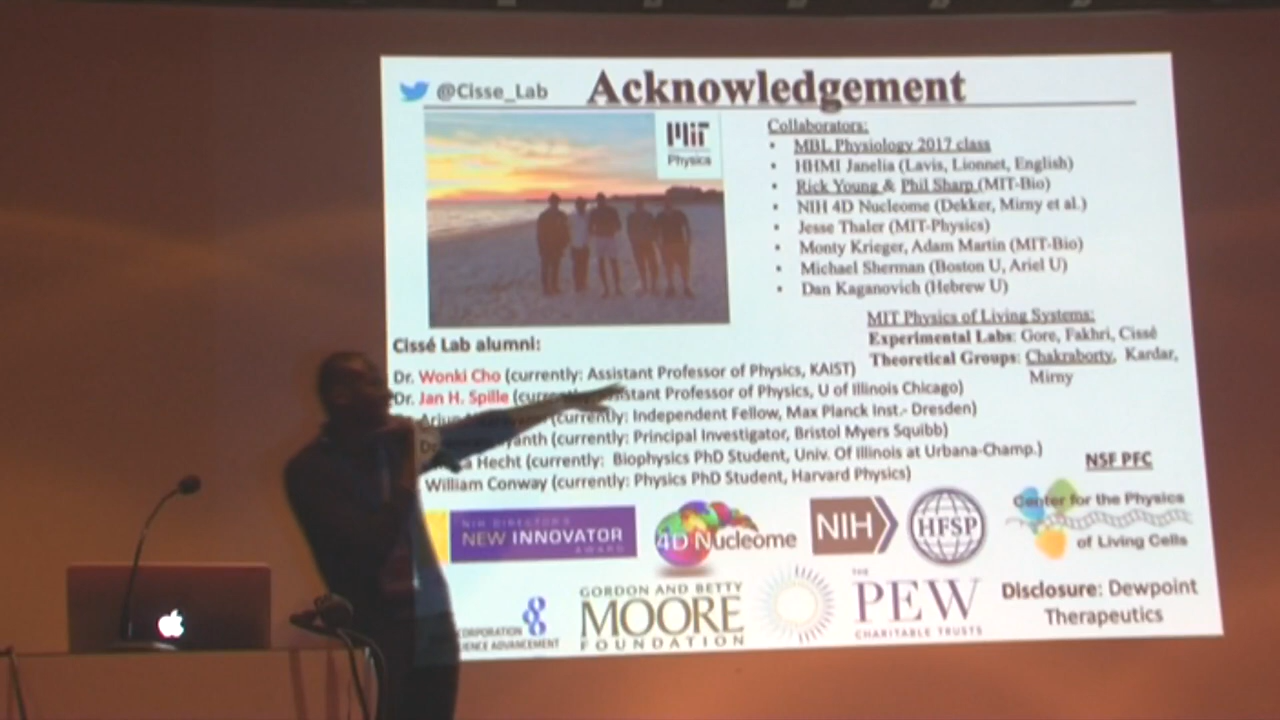 @Cisse_Lab
Acknowledgement
MIT
Physics
Collaborators:
• MBL Physiology 2017 class
• HHMI Janelia (Lavis, Lionnet, English)
• Rick Young & Phil Sharp (MIT-Bio)
• NIH 4D Nucleome (Dekker, Mirny et al.)
• Jesse Thaler (MIT-Physics)
• Monty Krieger, Adam Martin (MIT-Bio)
• Michael Sherman (Boston U, Ariel U)
• Dan Kaganovich (Hebrew U)
MIT Physics of Living Systems:
Experimental Labs: Gore, Fakhri, Cissé
Theoretical Groups: Chakraborty, Kardar,
Mirny
Cissé Lab alumni:
Dr. Wonki Cho (currently: Assistant Professor of Physics, KAIST)
Dr. Jan H. Spille Professor of Physics, U of Illinois Chicago)
(currently: Independent Fellow, Max Planck Inst.- Dresden)
(currently: Principal Investigator, Bristol Myers Squibb)
Hecht (currently: Biophysics PhD Student, Univ. Of Illinois at Urbana-Champ.)
William Conway (currently: Physics PhD Student, Harvard Physics)
NSF PFC
NIH DIRECTOR'S
NEW INNOVATOR
AWARD
4D Nucleome
NIH
HFSP
Center for the Physics
of Living Cells
GORDON AND BETTY
MOORE
FOUNDATION
THE
PEW
CHARITABLE TRUSTS
Disclosure: Dewpoint
Therapeutics